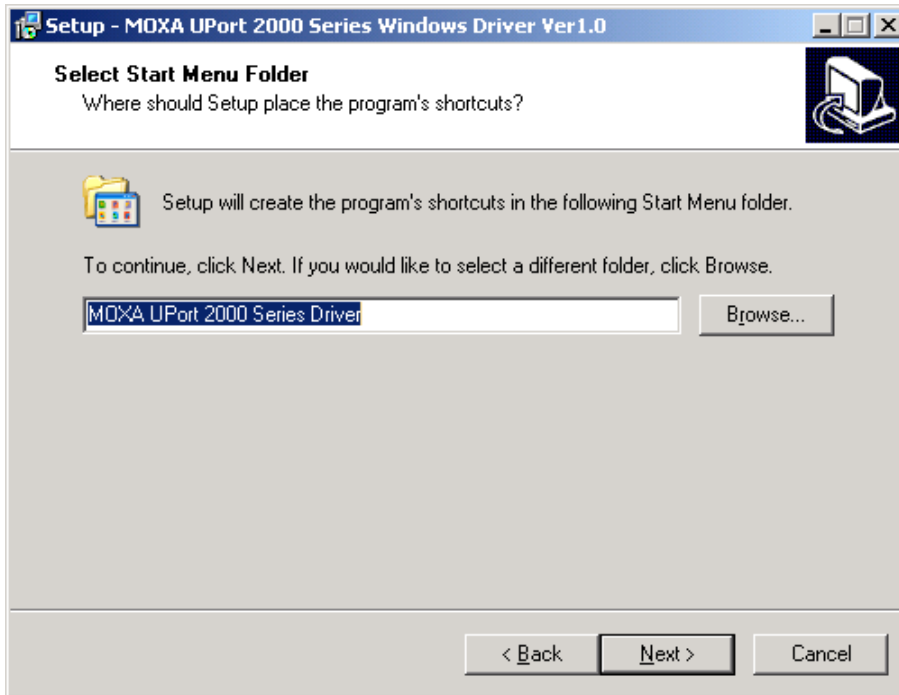 Setup - MOXA UPort 2000 Series Windows Driver Ver1.0
Select Start Menu Folder
Where should Setup place the program's shortcuts?
Setup will create the program's shortcuts in the following Start Menu folder.
To continue, click Next. If you would like to select a different folder, click Browse.
MOXA UPort 2000 Series Driver
Browse...
< Back
Next >
Cancel